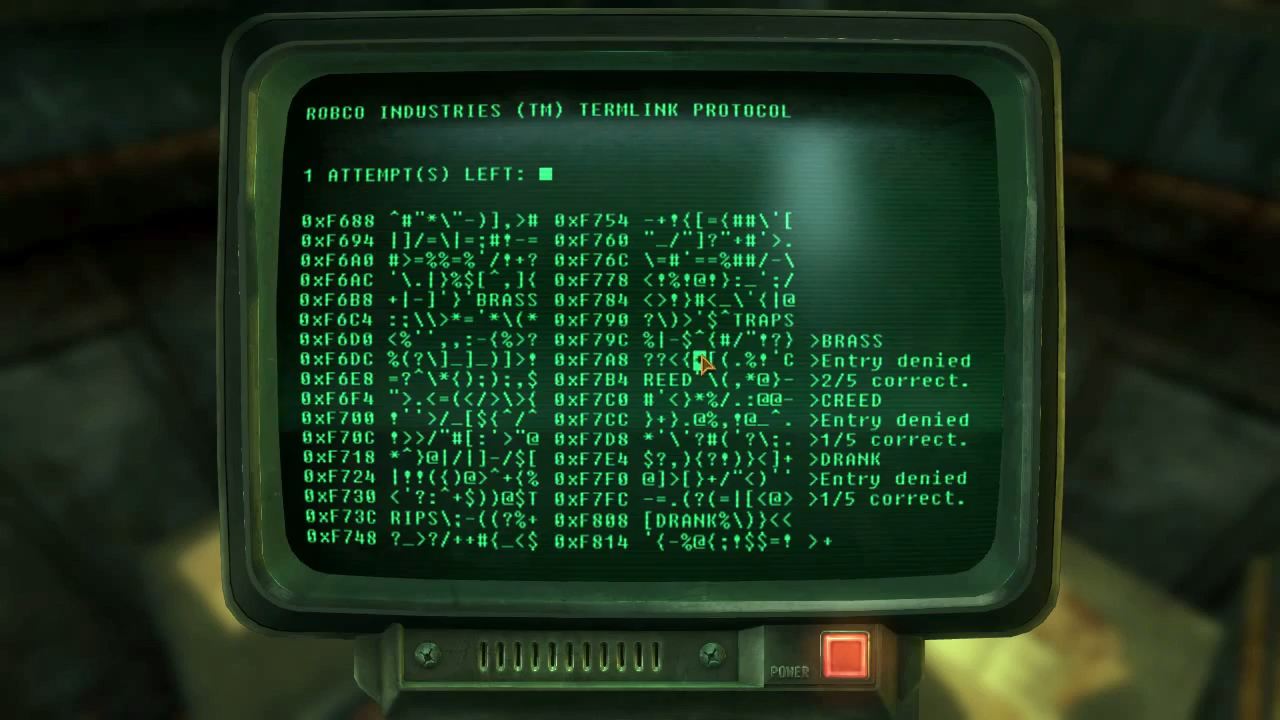 ROBCO INDUSTRIES (TM) TERMLINK PROTOCOL
1 ATTEMPT(S) LEFT: ■
0xF688 ^#"*\"-)],># 0xF754 -+!{[={##\'[
0xF694 |]/=\|=;#!-= 0xF760 "_/"]?"+#'>.
0xF6A0 #>=%%=%'/!+? 0xF76C \=#'==%##/-\
0xF6AC '\.|}%$[^,]{ 0xF778 <!%!@!}:_';/
0xF6B8 +|-]'}'BRASS 0xF784 <>!}#<_\'{|@
0xF6C4 :;\\>*='*\(* 0xF790 ?\)>'$^TRAPS
0xF6D0 <%'',,:-{%>? 0xF79C %|-$^{#/"!?}
0xF6DC %(?\]_]_)]>! 0xF7A8 ??<{ [((.%!'C
0xF6E8 =?^\*{):):,$ 0xF7B4 REED'\(,*@}-
0xF6F4 ">.<=(</>\>{ 0xF7C0 #'<}*%/.:@@-
0xF700 !''>/_[${^/^ 0xF7CC }+}.@%,!@_^.
0xF70C !>>/"#[:'>"@ 0xF7D8 *'\'?#('?\;.
0xF718 *^}@|/|]-/$[ 0xF7E4 $?,){?!)}<]+
0xF724 |!!({)@>^+{% 0xF7F0 @]>[}+/"<)''
0xF730 <'?:^+$))@$T 0xF7FC -=.(?(=|[<@>
0xF73C RIPS\;-((?%+ 0xF808 [DRANK%\)}<<
0xF748 ?_>?/++#{_<$ 0xF814 '{-%@{;!$$=!
>BRASS
>Entry denied
>2/5 correct.
>CREED
>Entry denied
>1/5 correct.
>DRANK
>Entry denied
>1/5 correct.
>+
POWER